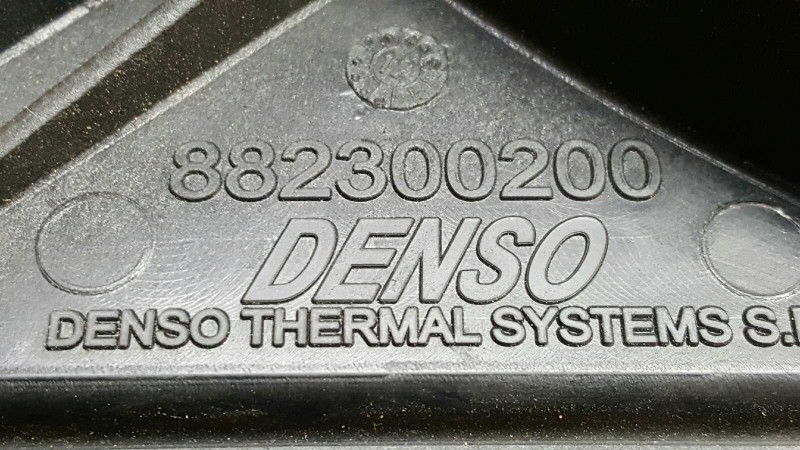 882300200
DENSO
DENSO THERMAL SYSTEMS S.